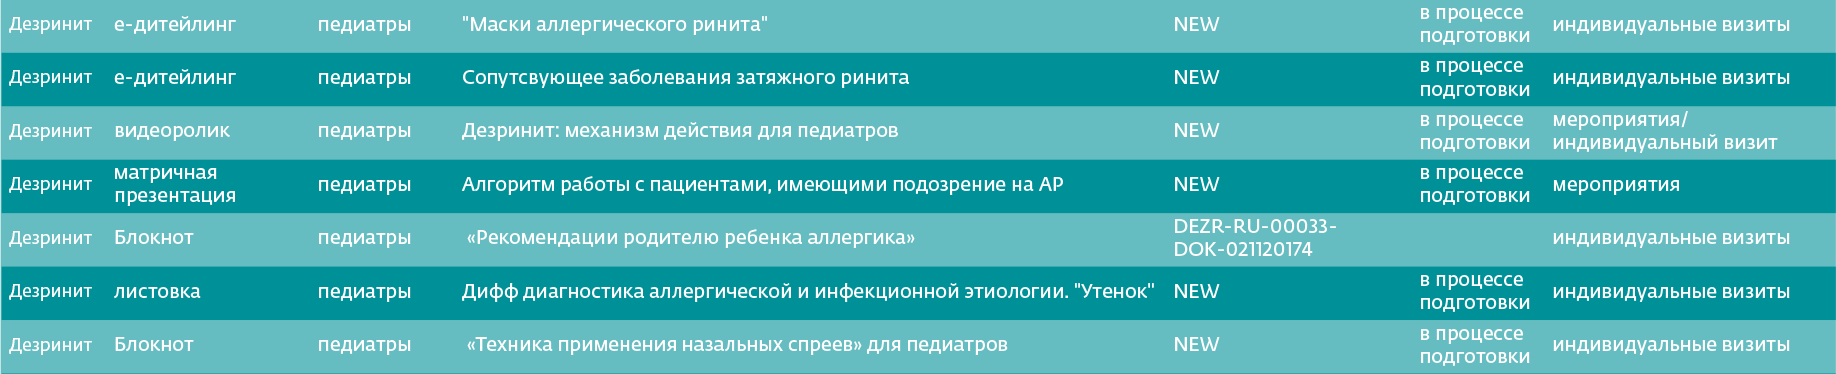 Дезринит е-дитейлинг педиатры "Маски аллергического ринита" NEW в процессе подготовки индивидуальные визиты
Дезринит е-дитейлинг педиатры Сопутсвующее заболевания затяжного ринита NEW в процессе подготовки индивидуальные визиты
Дезринит видеоролик педиатры Дезринит: механизм действия для педиатров NEW в процессе подготовки мероприятия/ индивидуальный визит
Дезринит матричная презентация педиатры Алгоритм работы с пациентами, имеющими подозрение на АР NEW в процессе подготовки мероприятия
Дезринит Блокнот педиатры «Рекомендации родителю ребенка аллергика» DEZR-RU-00033-DOK-021120174 индивидуальные визиты
Дезринит листовка педиатры Дифф диагностика аллергической и инфекционной этиологии. "Утенок" NEW в процессе подготовки индивидуальные визиты
Дезринит Блокнот педиатры «Техника применения назальных спреев» для педиатров NEW в процессе подготовки индивидуальные визиты